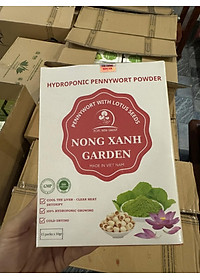 HYDROPONIC PENNYWORT POWDER
PENNYWORT WITH LOTUS SEEDS
NONG XANH
GARDEN
MADE IN VIET NAM
GMP
COOL THE LIVER - CLEAR HEAT
DETOXIFY
100% HYDROPONIC GROWING
COLD-DRYING